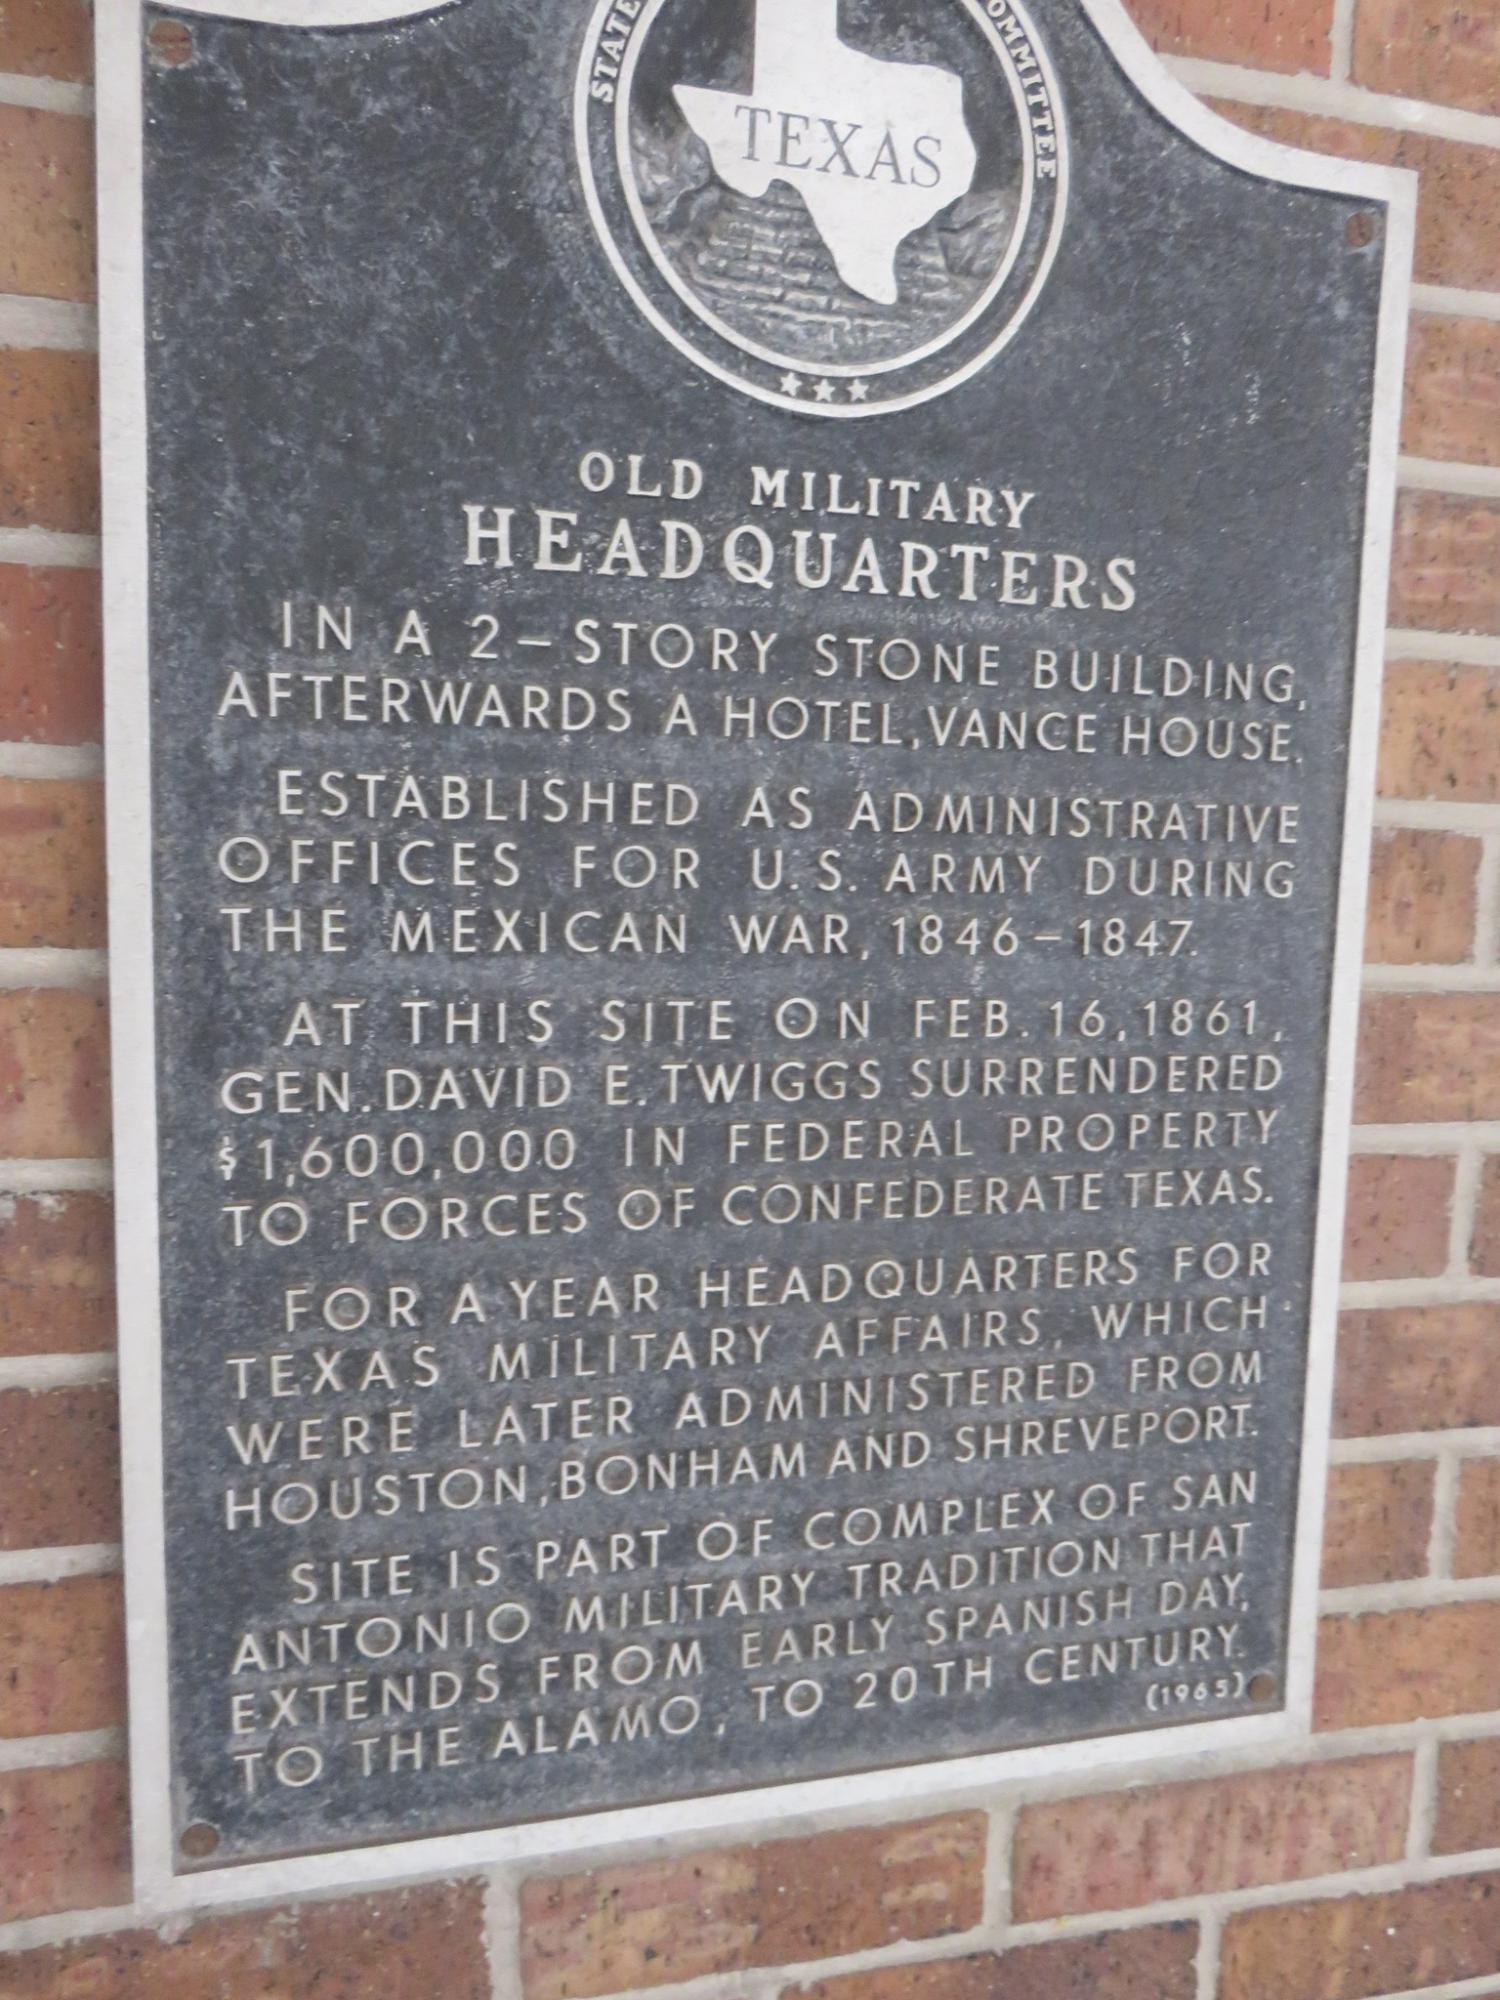 STATE
COMMITTEE
TEXAS
OLD MILITARY
HEADQUARTERS
IN A 2-STORY STONE BUILDING,
AFTERWARDS A HOTEL, VANCE HOUSE.
ESTABLISHED AS ADMINISTRATIVE
OFFICES FOR U.S. ARMY DURING
THE MEXICAN WAR, 1846-1847.
AT THIS SITE ON FEB. 16, 1861,
GEN. DAVID E. TWIGGS SURRENDERED
$1,600,000 IN FEDERAL PROPERTY
TO FORCES OF CONFEDERATE TEXAS.
FOR A YEAR HEADQUARTERS FOR
TEXAS MILITARY AFFAIRS, WHICH
WERE LATER ADMINISTERED FROM
HOUSTON, BONHAM AND SHREVEPORT.
SITE IS PART OF COMPLEX OF SAN
ANTONIO MILITARY TRADITION THAT
EXTENDS FROM EARLY SPANISH DAY,
TO THE ALAMO, TO 20TH CENTURY.
(1965)